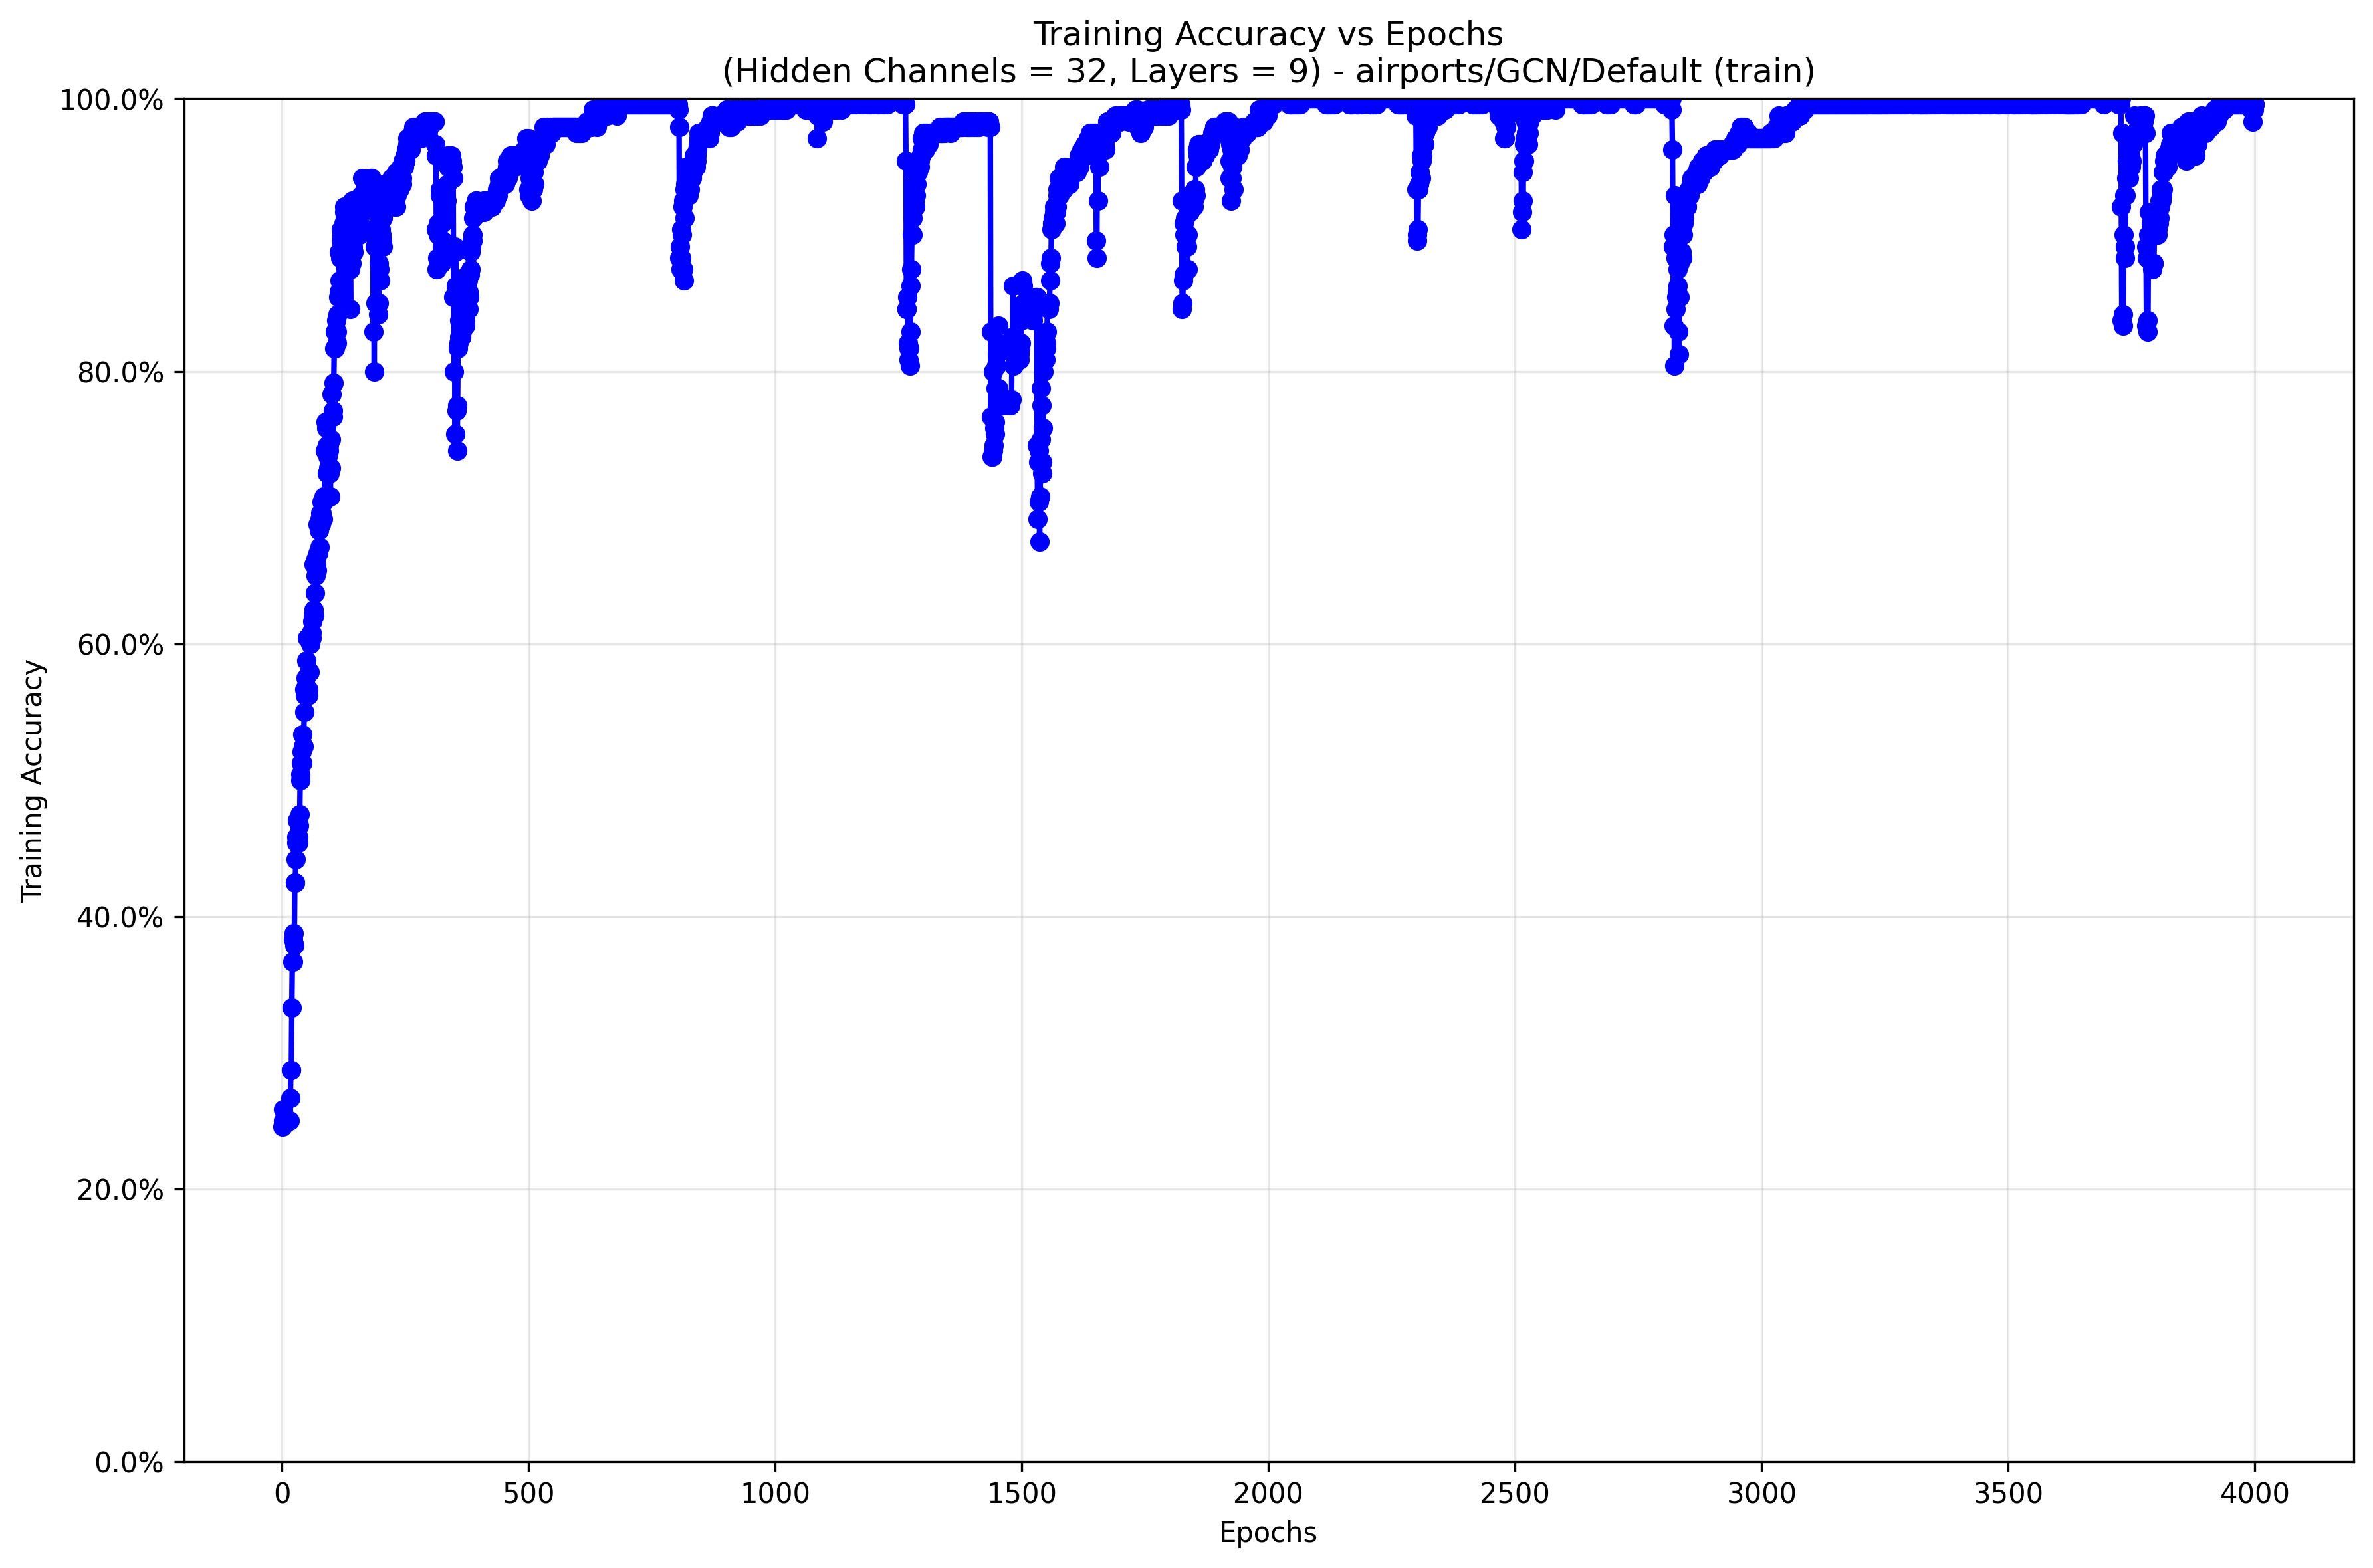 Training Accuracy vs Epochs
(Hidden Channels = 32, Layers = 9) - airports/GCN/Default (train)
100.0%
80.0%
60.0%
40.0%
20.0%
0.0%
Training Accuracy
0 500 1000 1500 2000 2500 3000 3500 4000
Epochs